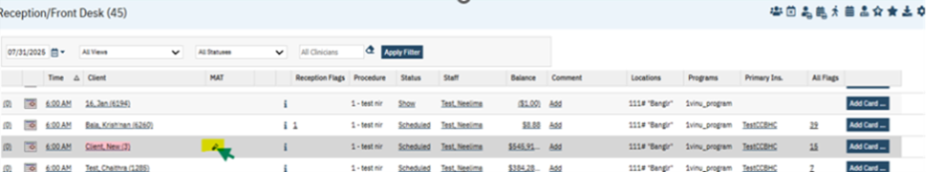 Reception/Front Desk (45)
07/31/2025 All Views All Statuses All Clinicians Apply Filter
Time Client MAT Reception Flags Procedure Status Staff Balance Comment Locations Programs Primary Ins. All Flags
(0) 6:00 AM 16, Jan (6194) 1 - test nir Show Test, Neelima ($1.00) Add 111# "Bangir" 1vinu_program Add Card ...
(0) 6:00 AM Bala, Krishnan (6260) 1 1 - test nir Scheduled Test, Neelima $8.88 Add 111# "Bangir" 1vinu_program TestCCBHC 29 Add Card ...
(0) 6:00 AM Client, New (3) 1 - test nir Scheduled Test, Neelima $545.91... Add 111# "Bangir" 1vinu_program TestCCBHC 15 Add Card ...
(0) 6:00 AM Test, Chaithra (1285) 1 - test nir Scheduled Test, Neelima $384.28... Add 111# "Bangir" 1vinu_program TestCCBHC 7 Add Card ...